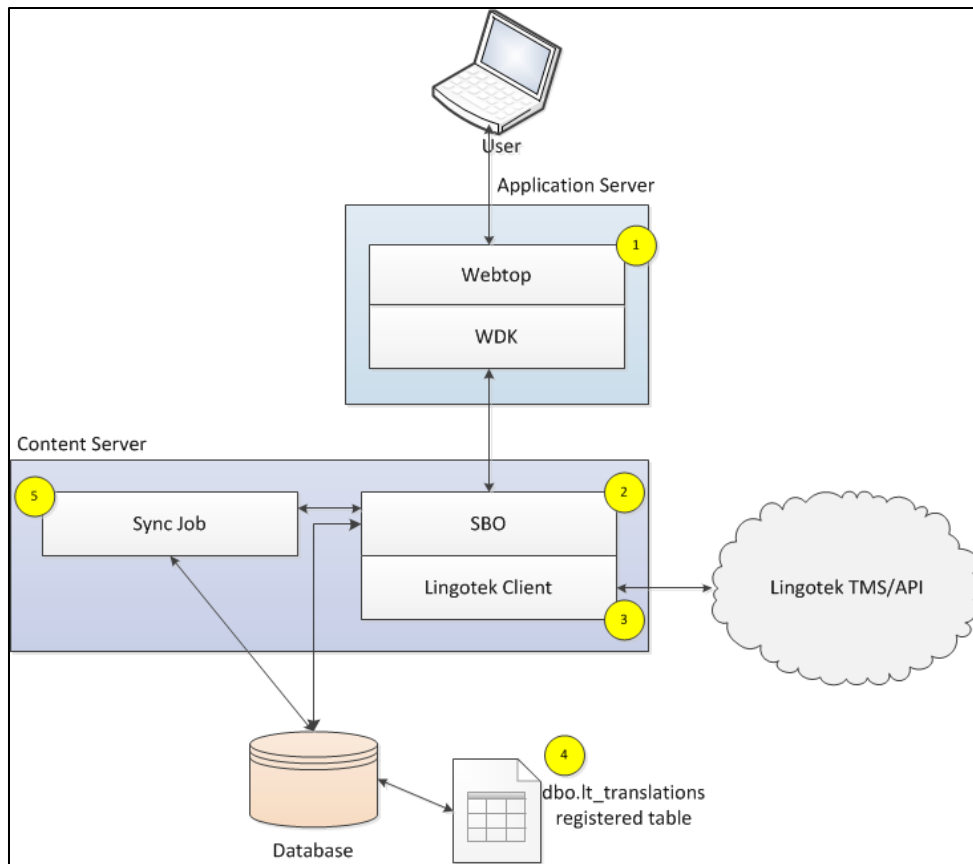 User
Application Server
1
Webtop
WDK
Content Server
5
2
Sync Job
SBO
Lingotek Client
Lingotek TMS/API
3
4
dbo.lt_translations
registered table
Database